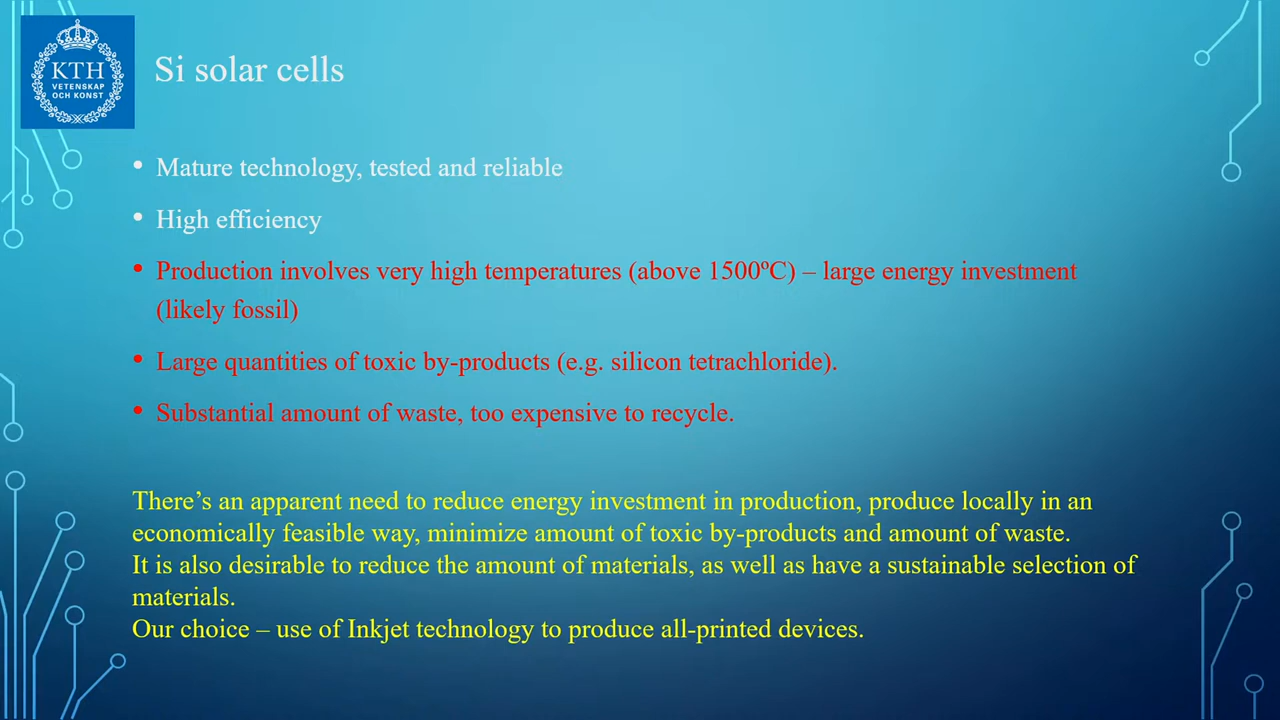 KTH
VETENSKAP
OCH KONST
Si solar cells
• Mature technology, tested and reliable
• High efficiency
• Production involves very high temperatures (above 1500ºC) – large energy investment
(likely fossil)
• Large quantities of toxic by-products (e.g. silicon tetrachloride).
• Substantial amount of waste, too expensive to recycle.
There’s an apparent need to reduce energy investment in production, produce locally in an
economically feasible way, minimize amount of toxic by-products and amount of waste.
It is also desirable to reduce the amount of materials, as well as have a sustainable selection of
materials.
Our choice – use of Inkjet technology to produce all-printed devices.